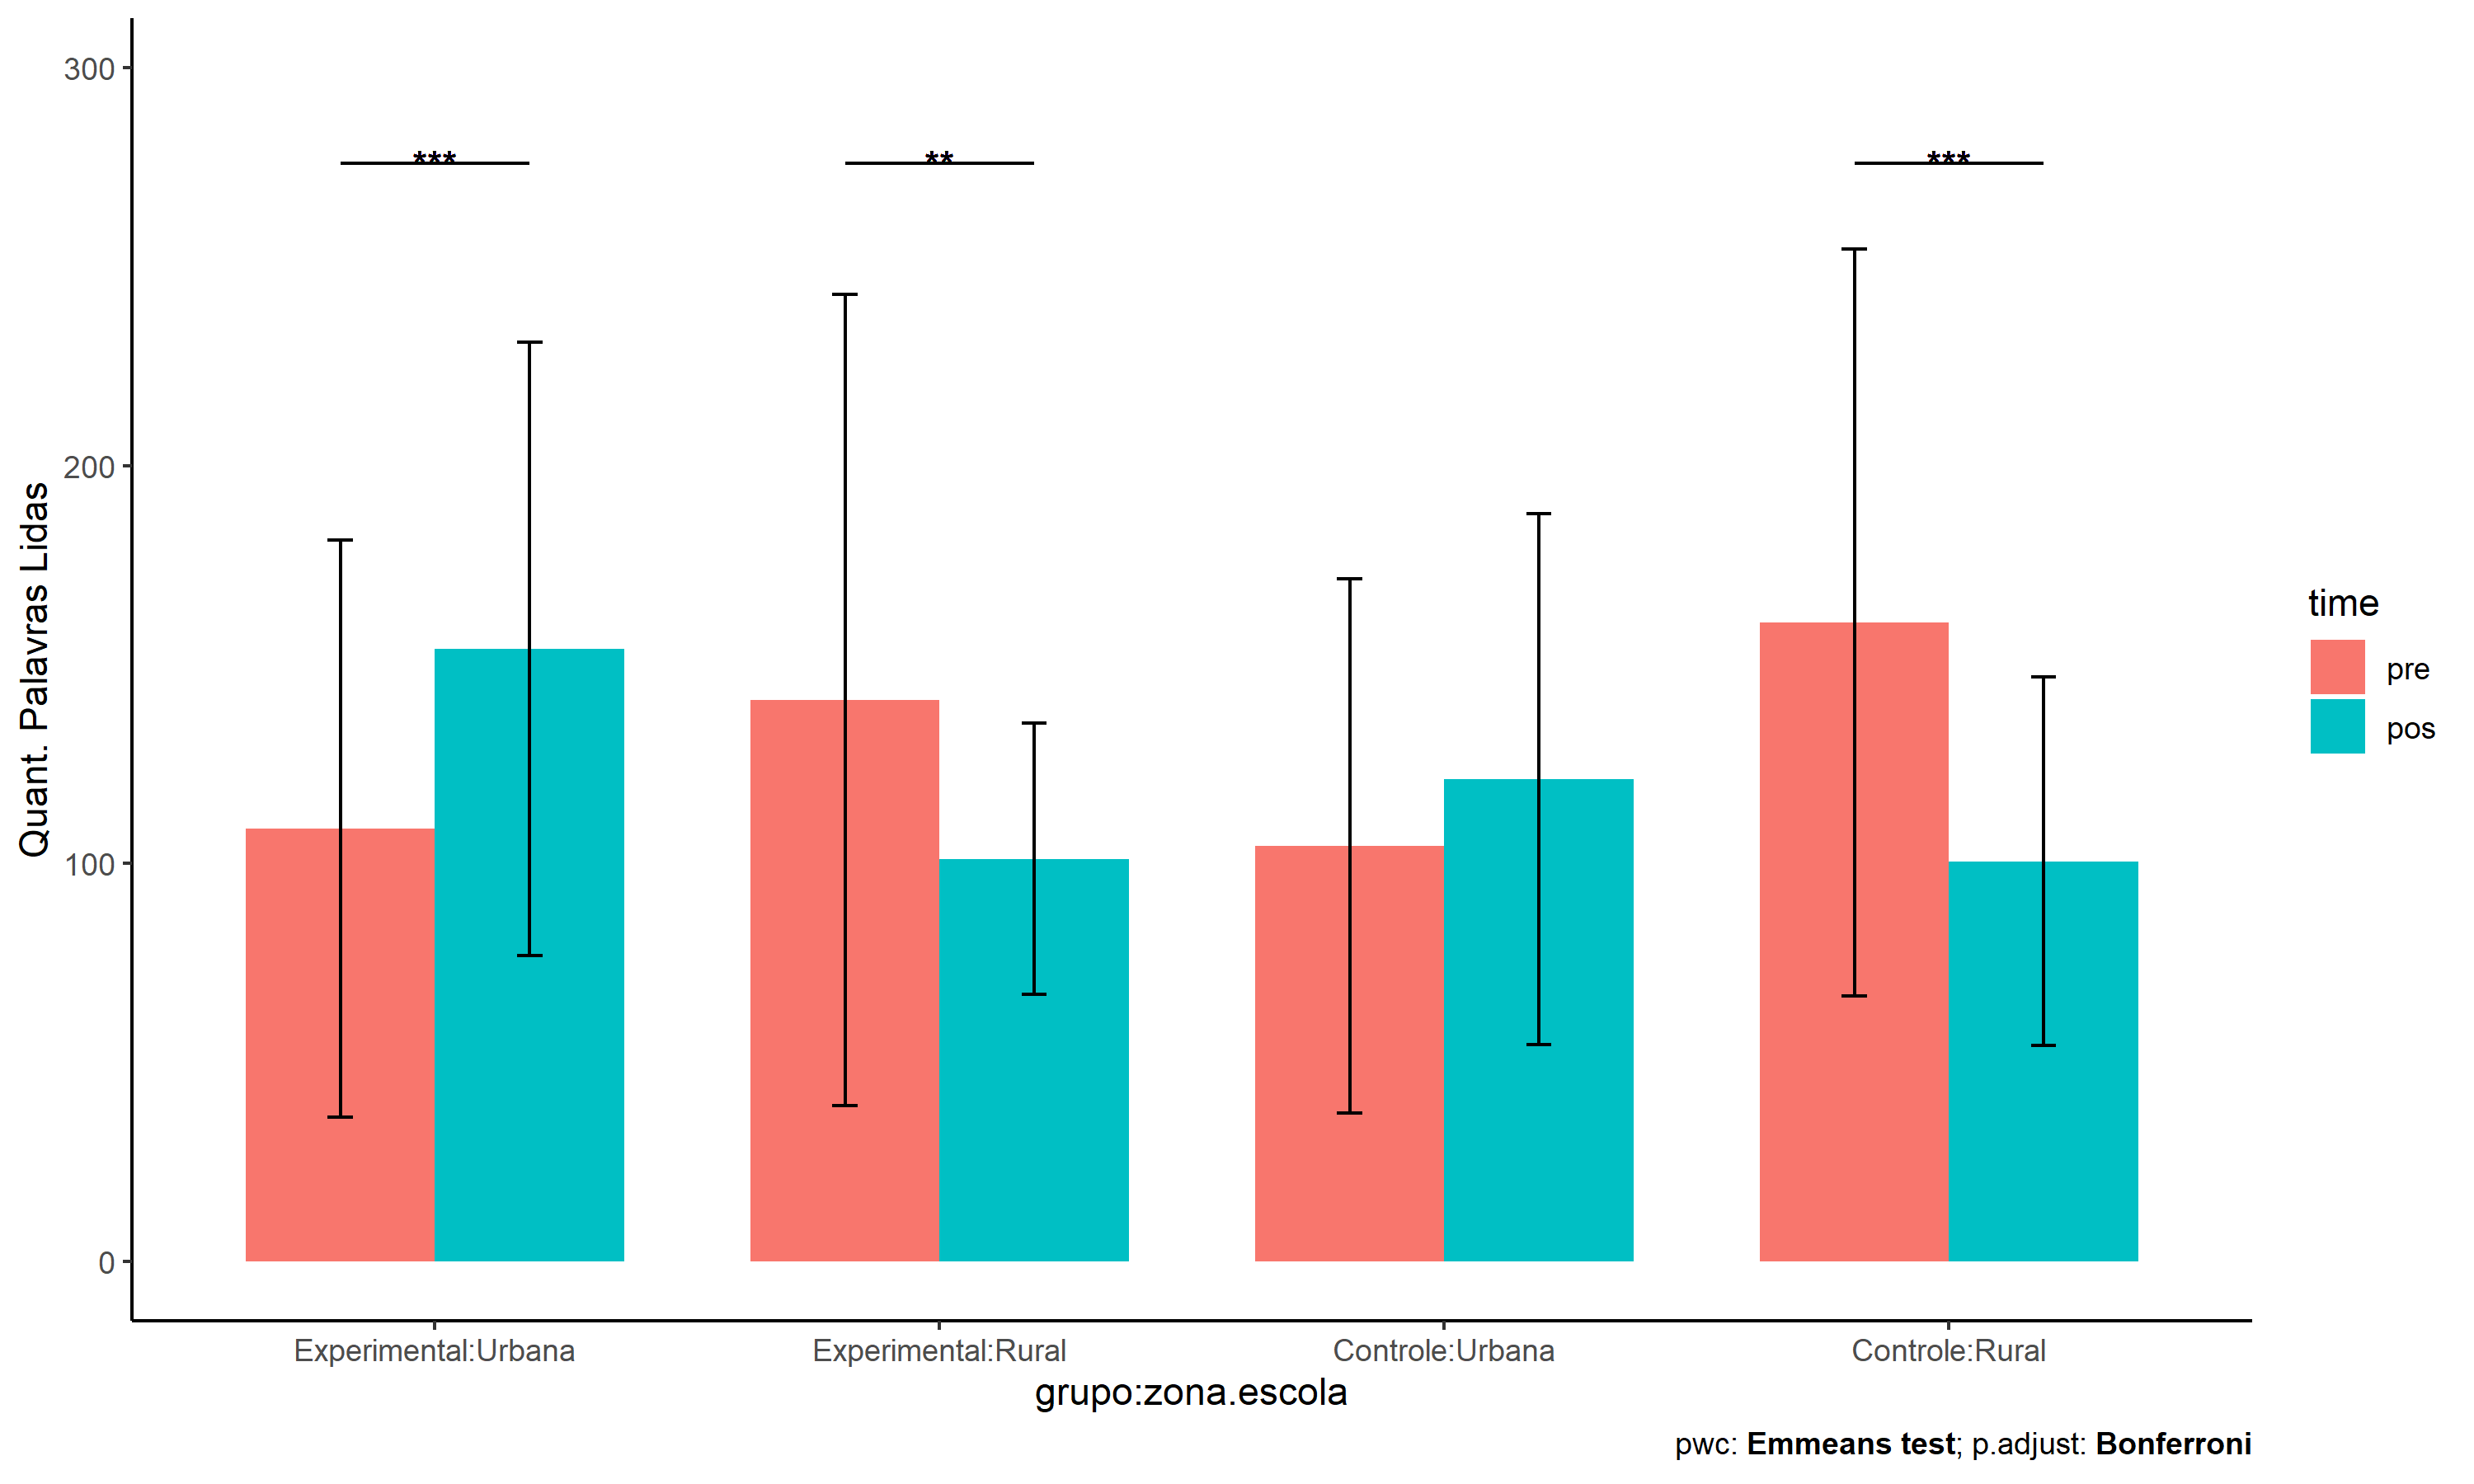 300
200
100
0
Quant. Palavras Lidas
***
**
***
Experimental:Urbana
Experimental:Rural
Controle:Urbana
Controle:Rural
grupo:zona.escola
time
pre
pos
pwc: Emmeans test; p.adjust: Bonferroni